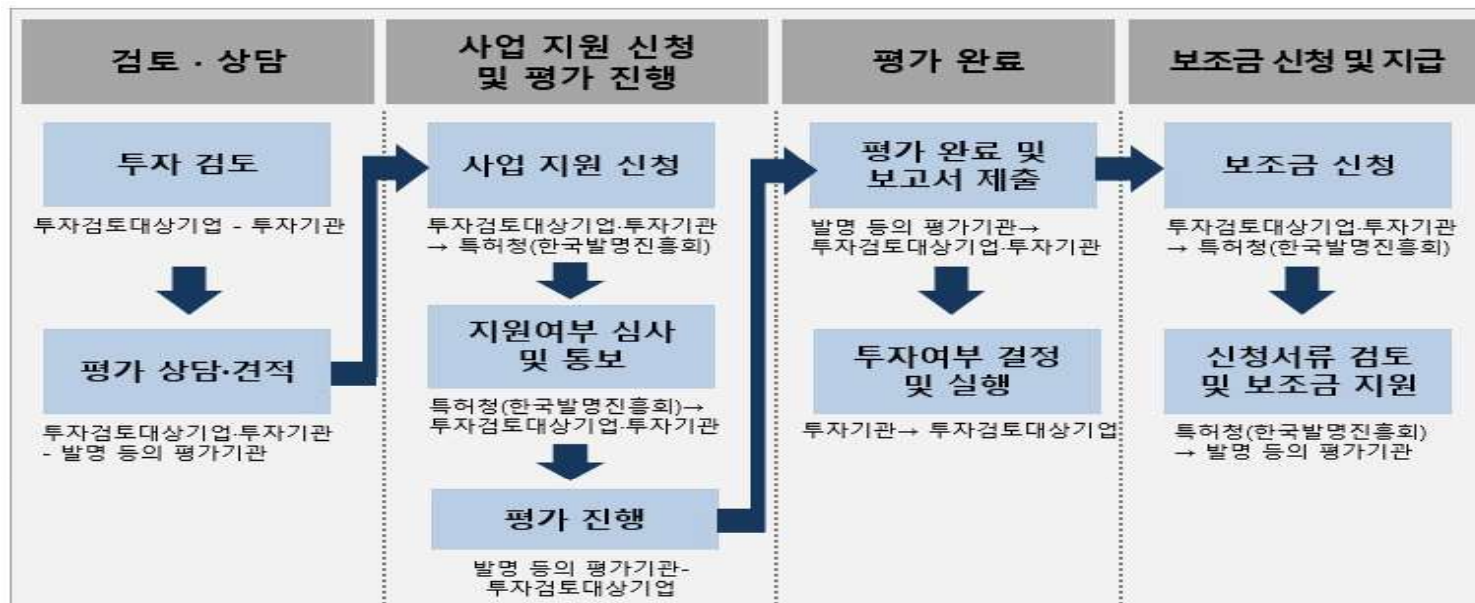 검토 · 상담
투자 검토
투자검토대상기업 - 투자기관
평가 상담·견적
투자검토대상기업·투자기관
- 발명 등의 평가기관
사업 지원 신청
및 평가 진행
사업 지원 신청
투자검토대상기업·투자기관
→ 특허청(한국발명진흥회)
지원여부 심사
및 통보
특허청(한국발명진흥회)→
투자검토대상기업·투자기관
평가 진행
발명 등의 평가기관-
투자검토대상기업
평가 완료
평가 완료 및
보고서 제출
발명 등의 평가기관→
투자검토대상기업·투자기관
투자여부 결정
및 실행
투자기관→ 투자검토대상기업
보조금 신청 및 지급
보조금 신청
투자검토대상기업·투자기관
→ 특허청(한국발명진흥회)
신청서류 검토
및 보조금 지원
특허청(한국발명진흥회)
→ 발명 등의 평가기관